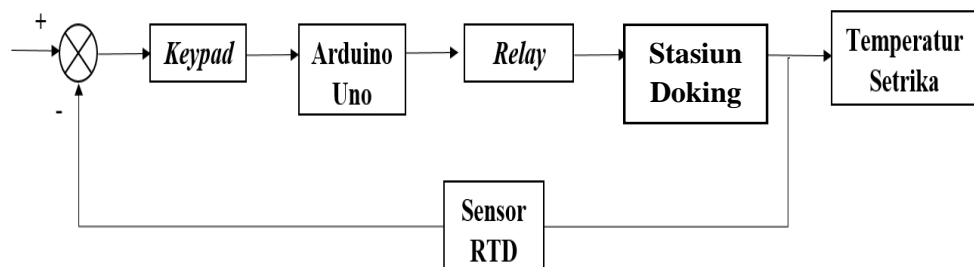 +
-
Keypad
Arduino
Uno
Relay
Stasiun
Doking
Temperatur
Setrika
Sensor
RTD